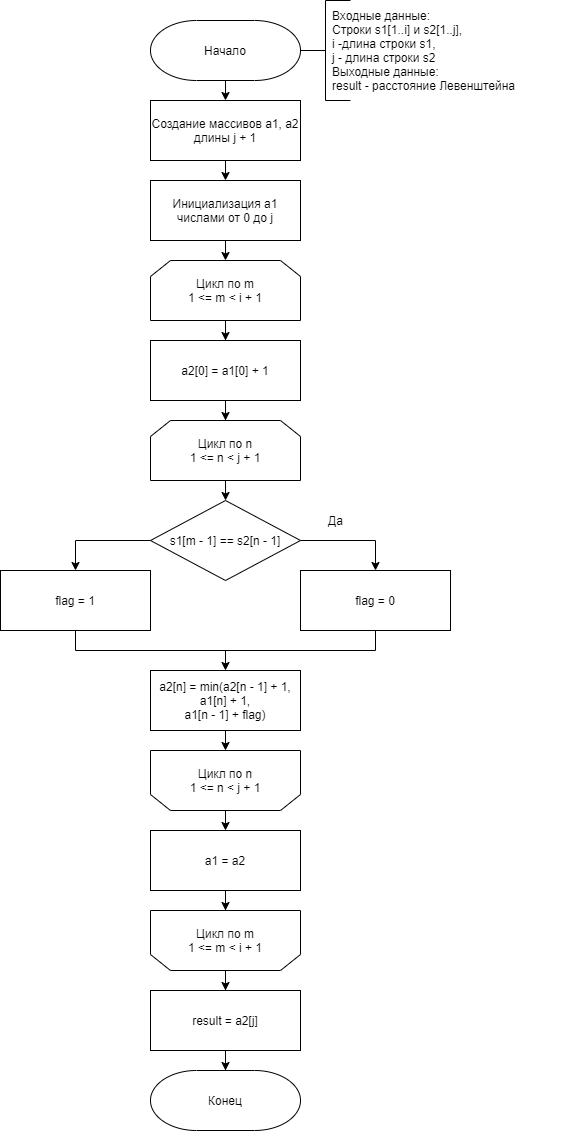 Начало
Входные данные:
Строки s1[1..i] и s2[1..j],
i -длина строки s1,
j - длина строки s2
Выходные данные:
result - расстояние Левенштейна
Создание массивов a1, a2
длины j + 1
Инициализация a1
числами от 0 до j
Цикл по m
1 <= m < i + 1
a2[0] = a1[0] + 1
Цикл по n
1 <= n < j + 1
s1[m - 1] == s2[n - 1]
Да
flag = 1
flag = 0
a2[n] = min(a2[n - 1] + 1,
a1[n] + 1,
a1[n - 1] + flag)
Цикл по n
1 <= n < j + 1
a1 = a2
Цикл по m
1 <= m < i + 1
result = a2[j]
Конец